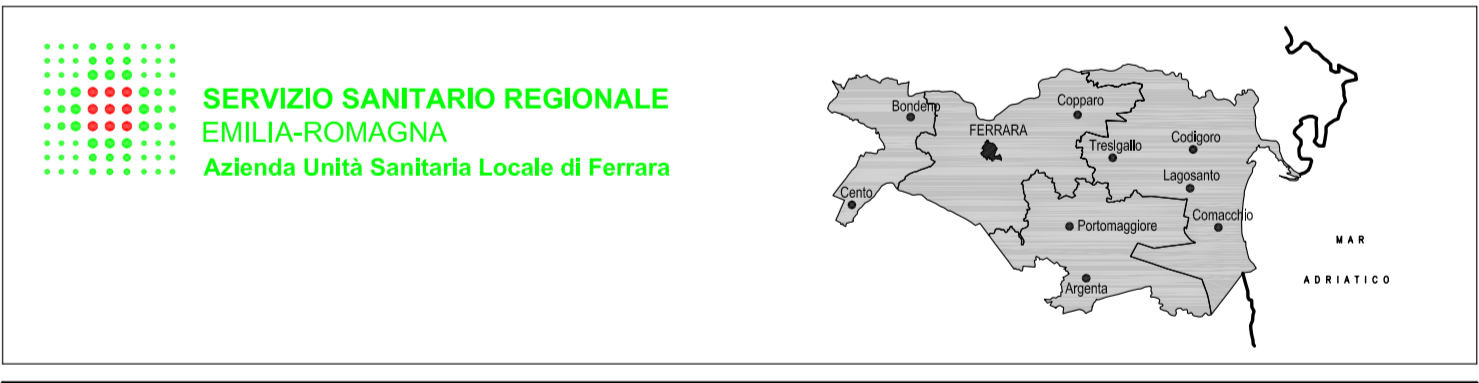 SERVIZIO SANITARIO REGIONALE
EMILIA-ROMAGNA
Azienda Unità Sanitaria Locale di Ferrara
Bondeno
Copparo
FERRARA
Tresigallo
Codigoro
Lagosanto
Cento
Comacchio
Portomaggiore
Argenta
MAR
ADRIATICO